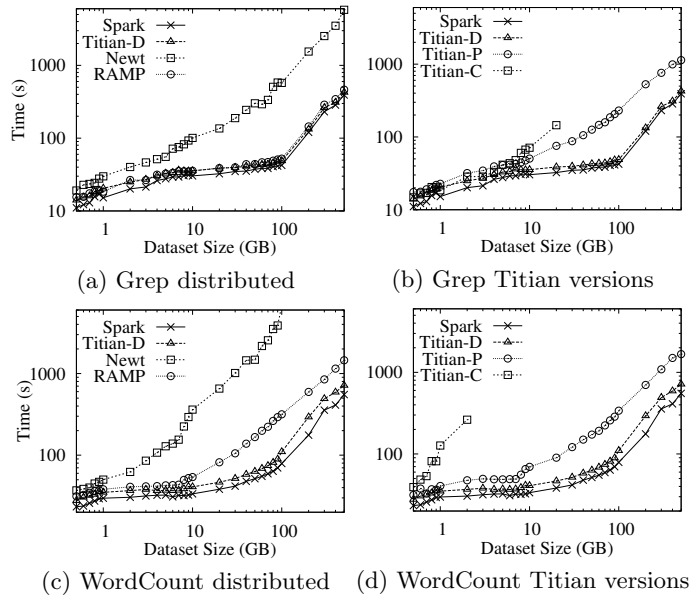 Spark
Titian-D
Newt
RAMP
1000
100
10
Time (s)
1 10 100
Dataset Size (GB)
(a) Grep distributed
Spark
Titian-D
Titian-P
Titian-C
1000
100
10
1 10 100
Dataset Size (GB)
(b) Grep Titian versions
Spark
Titian-D
Newt
RAMP
1000
100
Time (s)
1 10 100
Dataset Size (GB)
(c) WordCount distributed
Spark
Titian-D
Titian-P
Titian-C
1000
100
1 10 100
Dataset Size (GB)
(d) WordCount Titian versions